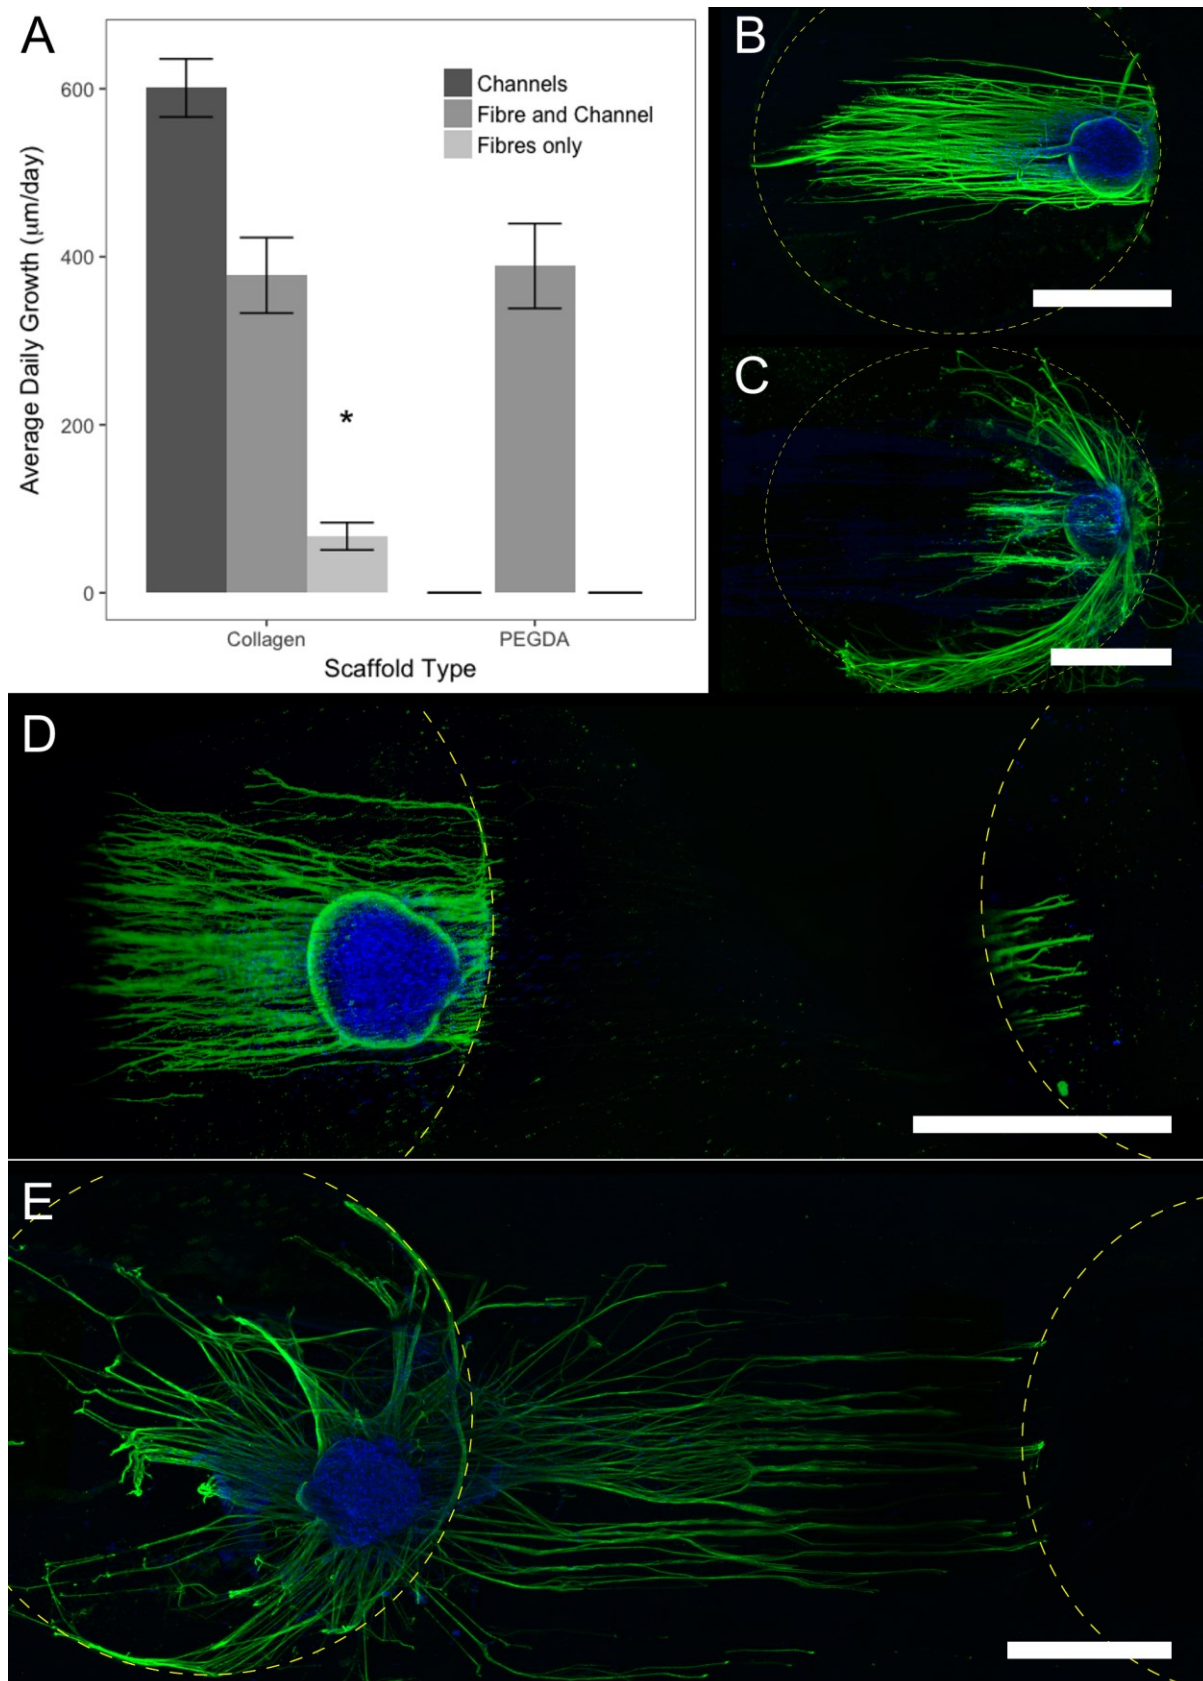 A
Channels
Fibre and Channel
Fibres only
600
400
200
0
*
Average Daily Growth (μm/day)
Collagen
PEGDA
Scaffold Type
B
C
D
E